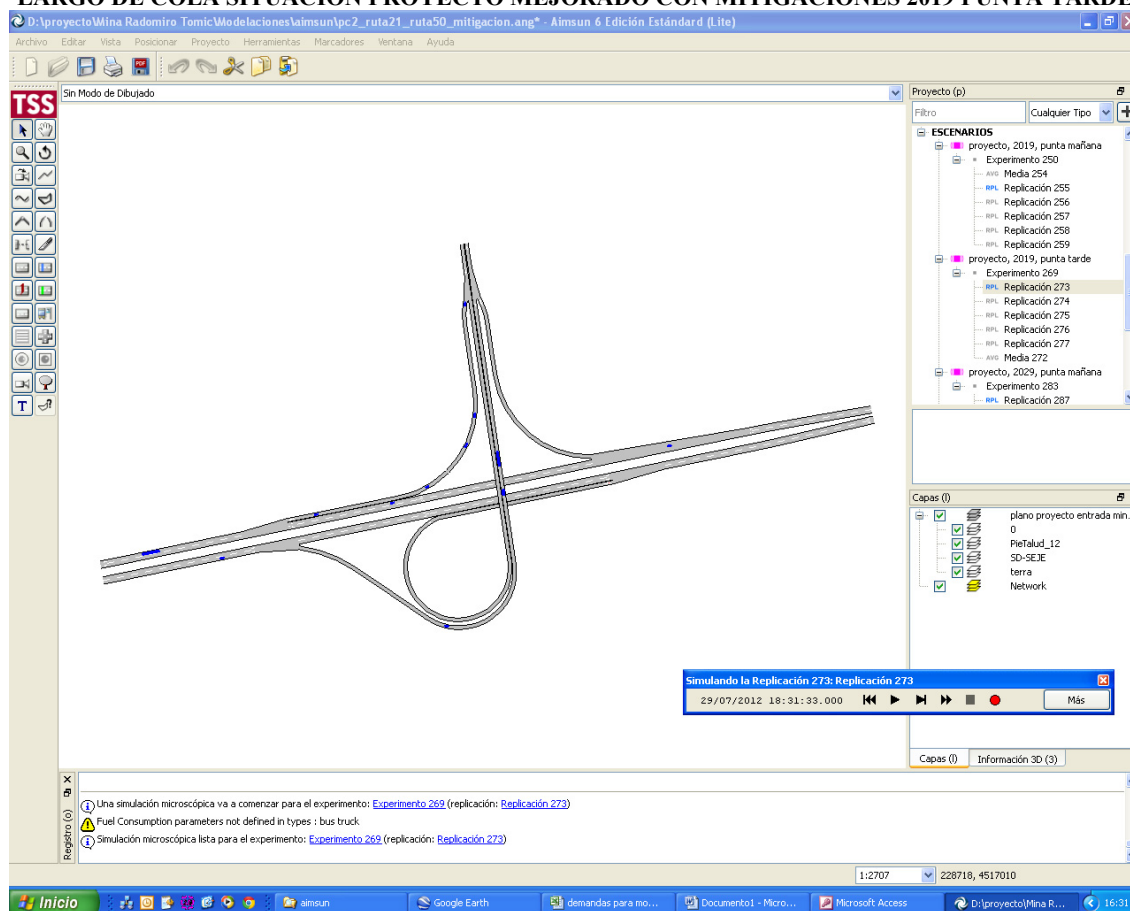 LARGO DE COLA SITUACIÓN PROYECTO MEJORADO CON MITIGACIONES 2019 PUNTA TARDE
D:\proyecto\Mina Radomiro Tomic\Modelaciones\aimsun\pc2_ruta21_ruta50_mitigacion.ang* - Aimsun 6 Edición Estándard (Lite)
Archivo Editar Vista Posicionar Proyecto Herramientas Marcadores Ventana Ayuda
TSS
Sin Modo de Dibujado
T
Proyecto (p)
Filtro Cualquier Tipo
ESCENARIOS
proyecto, 2019, punta mañana
Experimento 250
AVG Media 254
RPL Replicación 255
RPL Replicación 256
RPL Replicación 257
RPL Replicación 258
RPL Replicación 259
proyecto, 2019, punta tarde
Experimento 269
RPL Replicación 273
RPL Replicación 274
RPL Replicación 275
RPL Replicación 276
RPL Replicación 277
AVG Media 272
proyecto, 2029, punta mañana
Experimento 283
RPL Replicación 287
Capas (l)
plano proyecto entrada min.
0
PieTalud_12
SD-SEJE
terra
Network
Simulando la Replicación 273: Replicación 273
29/07/2012 18:31:33.000 Más
Capas (l) Información 3D (3)
Registro (o)
Una simulación microscópica va a comenzar para el experimento: Experimento 269 (replicación: Replicación 273)
Fuel Consumption parameters not defined in types : bus truck
Simulación microscópica lista para el experimento: Experimento 269 (replicación: Replicación 273)
1:2707 228718, 4517010
Inicio aimsun Google Earth demandas para mo... Documento1 - Micro... Microsoft Access D:\proyecto\Mina R... 16:31